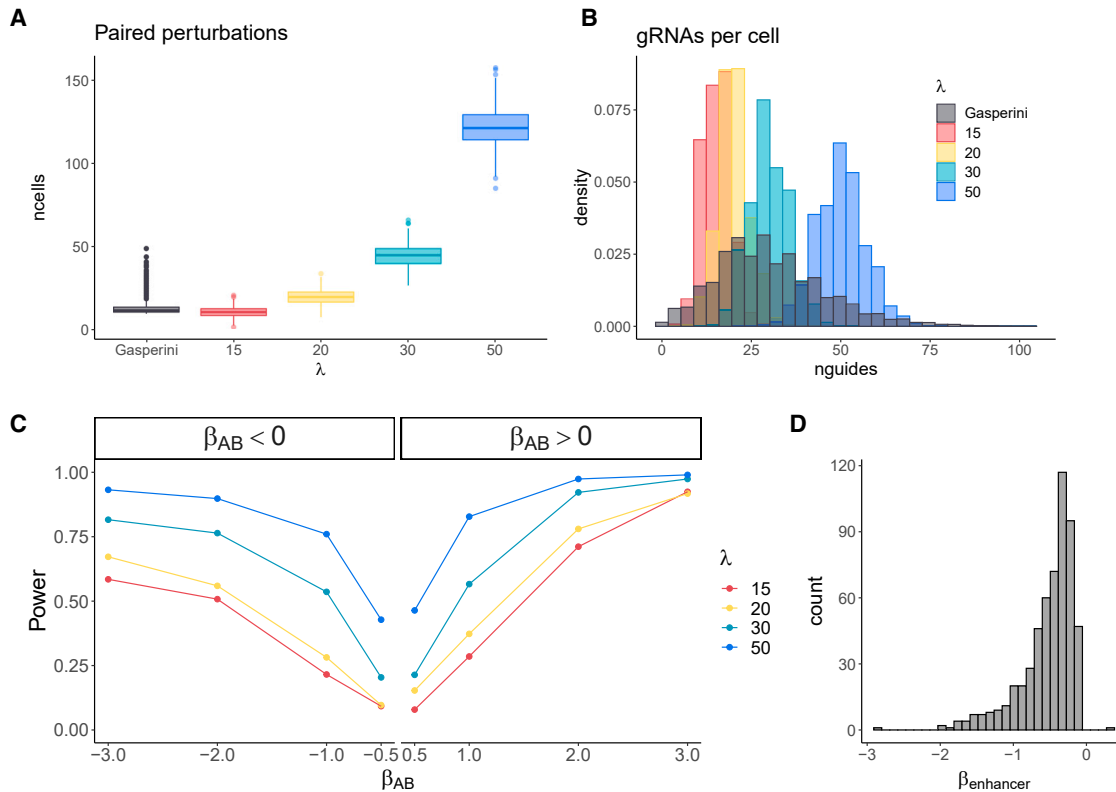 A
Paired perturbations
150
100
50
0
ncells
Gasperini
15
20
30
50
λ
B
gRNAs per cell
0.075
0.050
0.025
0.000
density
0
25
50
75
100
nguides
λ
Gasperini
15
20
30
50
C
β_AB < 0
β_AB > 0
1.00
0.75
0.50
0.25
0.00
Power
−3.0
−2.0
−1.0
−0.5
0.5
1.0
2.0
3.0
β_AB
λ
15
20
30
50
D
120
90
60
30
0
count
−3
−2
−1
0
β_enhancer